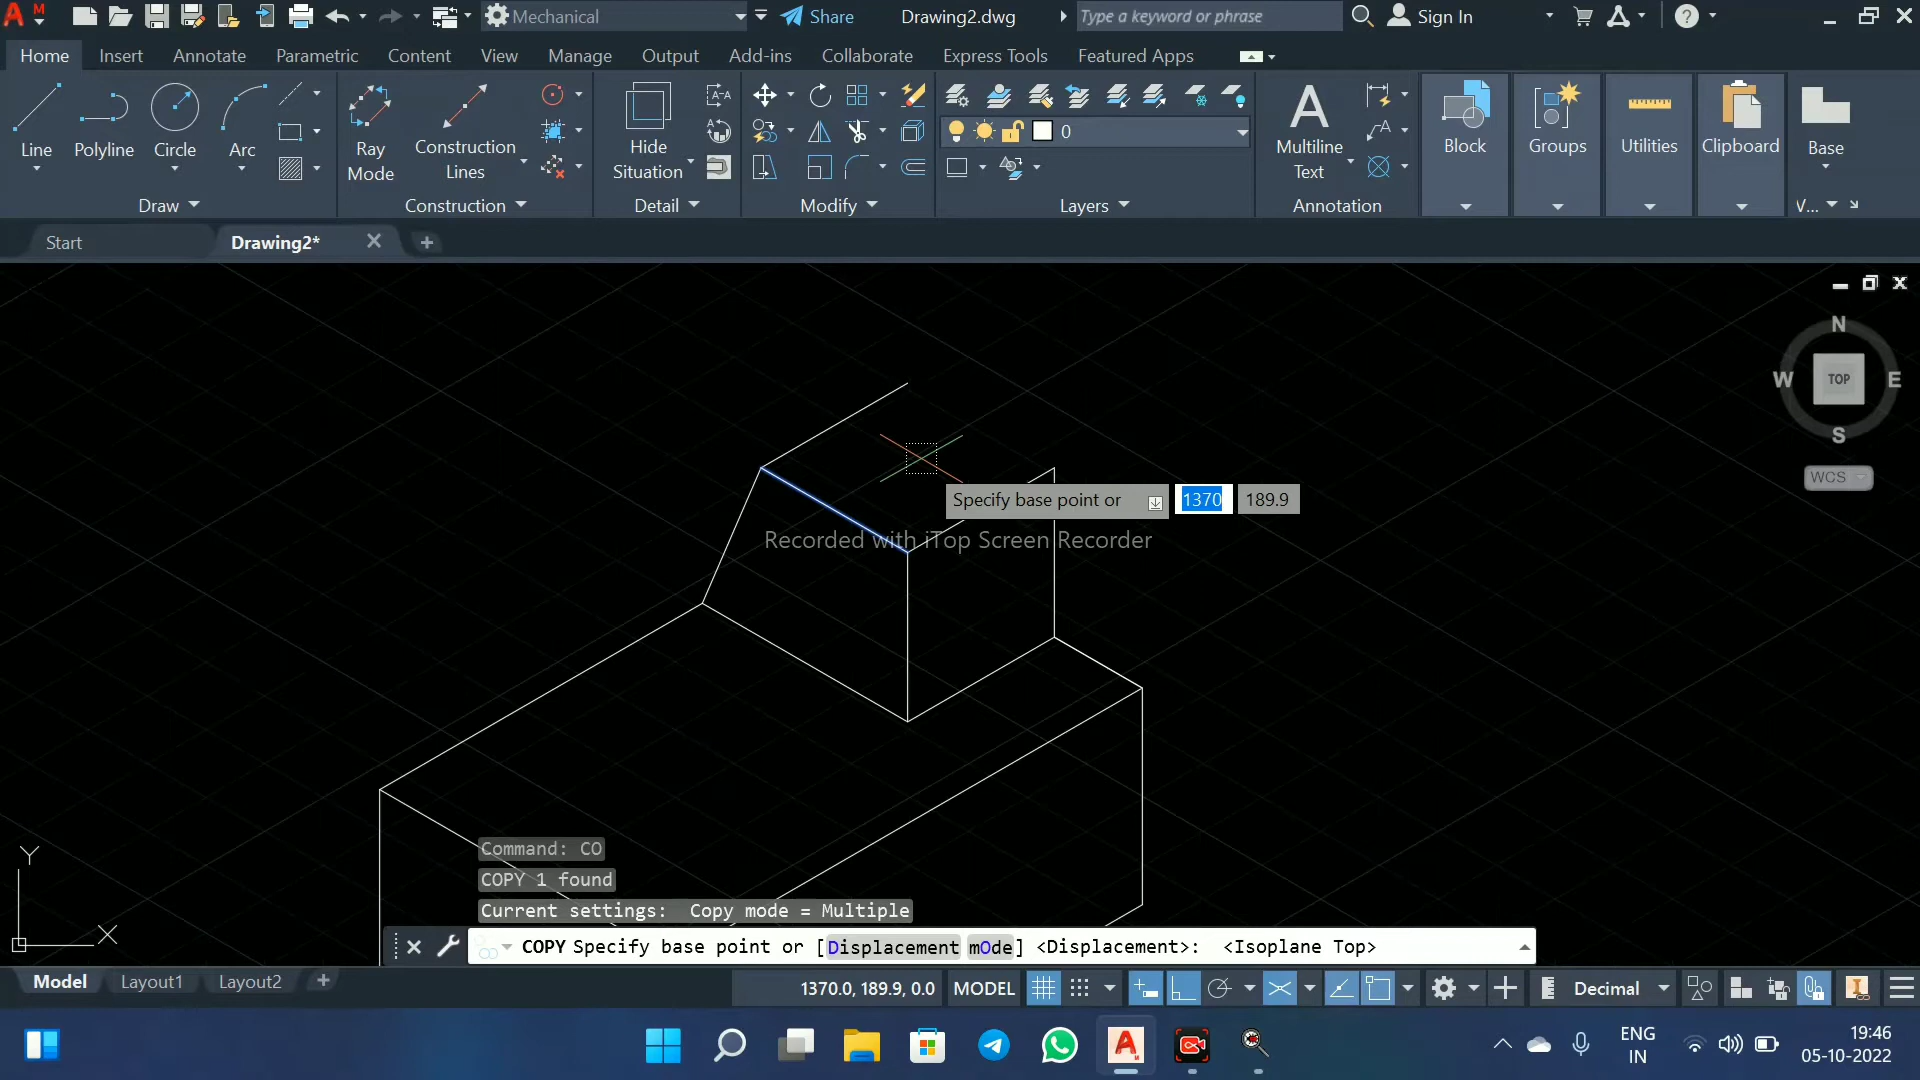 M
Mechanical
Share
Drawing2.dwg
Type a keyword or phrase
Sign In
Home Insert Annotate Parametric Content View Manage Output Add-ins Collaborate Express Tools Featured Apps
Line
Polyline
Circle
Arc
Draw
Ray
Mode
Construction
Lines
Construction
Hide
Situation
Detail
Modify
0
Layers
A
Multiline
Text
Annotation
Block
Groups
Utilities
Clipboard
Base
V...
Start
Drawing2*
N
W TOP E
S
WCS
Specify base point or 1370 189.9
Recorded with iTop Screen Recorder
Y
X
Command: CO
COPY 1 found
Current settings:  Copy mode = Multiple
COPY Specify base point or [Displacement mOde] <Displacement>:  <Isoplane Top>
Model Layout1 Layout2
1370.0, 189.9, 0.0 MODEL
Decimal
ENG
IN
19:46
05-10-2022